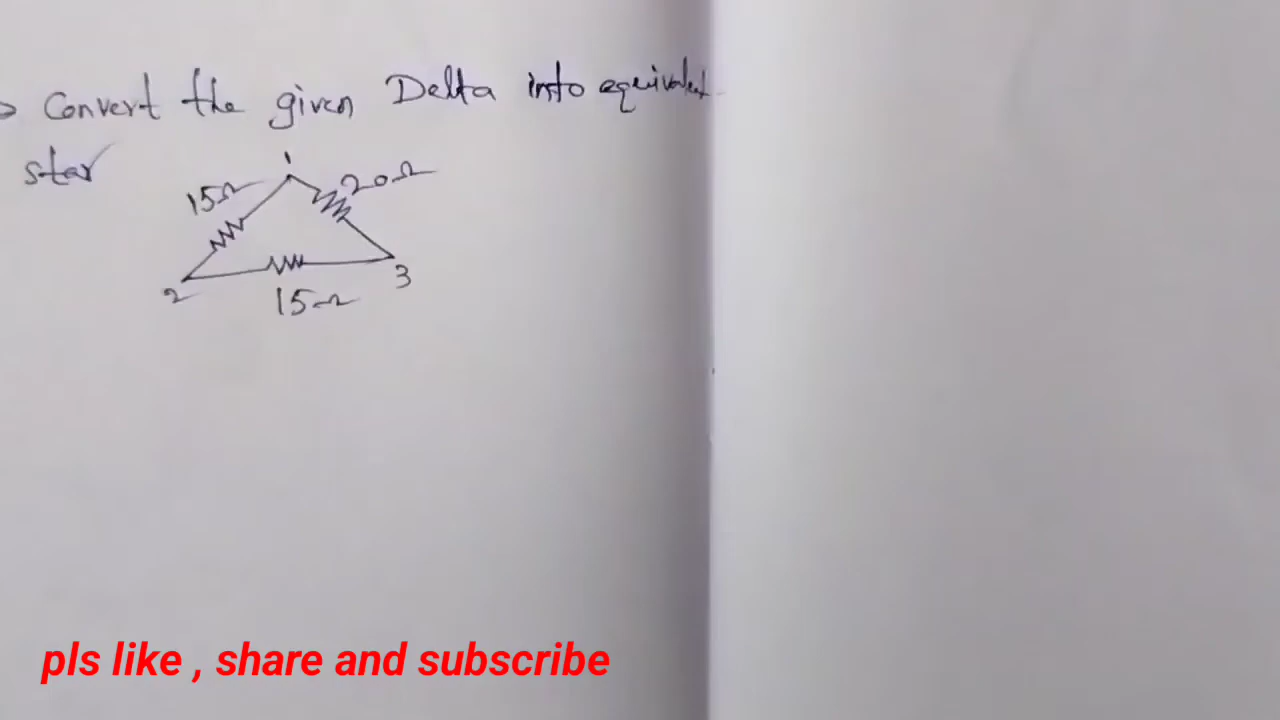 Convert the given Delta into equivalent
star
1
15Ω
20Ω
2
3
15Ω
pls like , share and subscribe